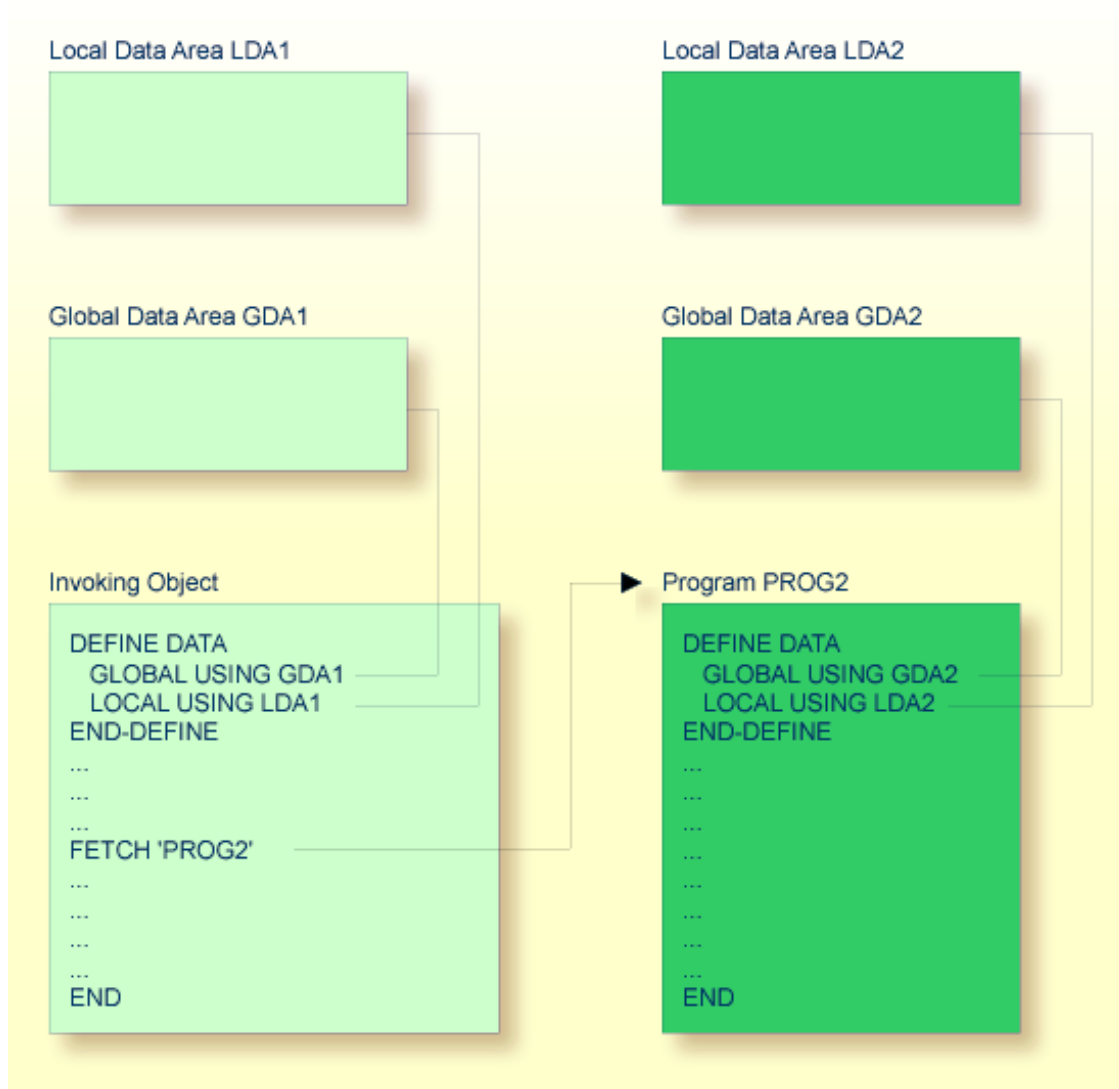 Local Data Area LDA1
Local Data Area LDA2
Global Data Area GDA1
Global Data Area GDA2
Invoking Object
DEFINE DATA
GLOBAL USING GDA1
LOCAL USING LDA1
END-DEFINE
...
...
...
FETCH 'PROG2'
...
...
...
...
END
Program PROG2
DEFINE DATA
GLOBAL USING GDA2
LOCAL USING LDA2
END-DEFINE
...
...
...
...
...
...
...
...
END